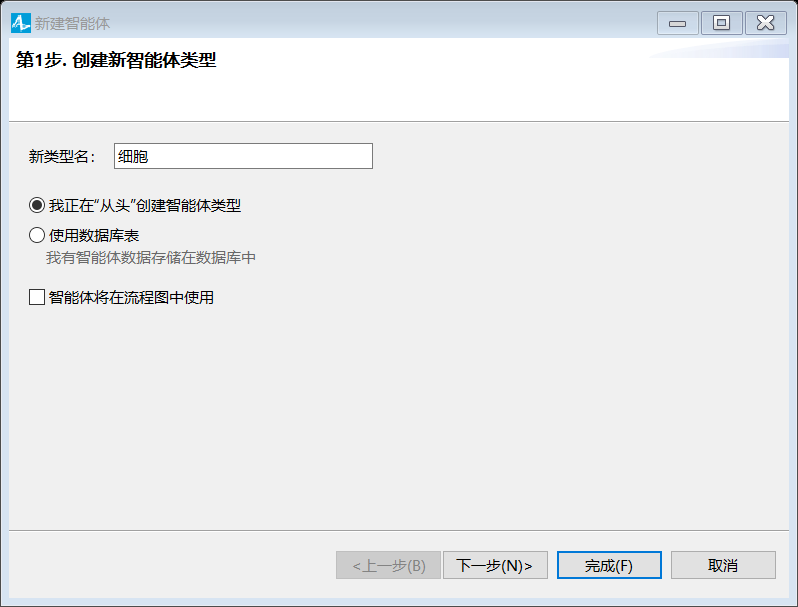 新建智能体
第1步. 创建新智能体类型
新类型名： 细胞
我正在“从头”创建智能体类型
使用数据库表
我有智能体数据存储在数据库中
智能体将在流程图中使用
<上一步(B) 下一步(N)> 完成(F) 取消